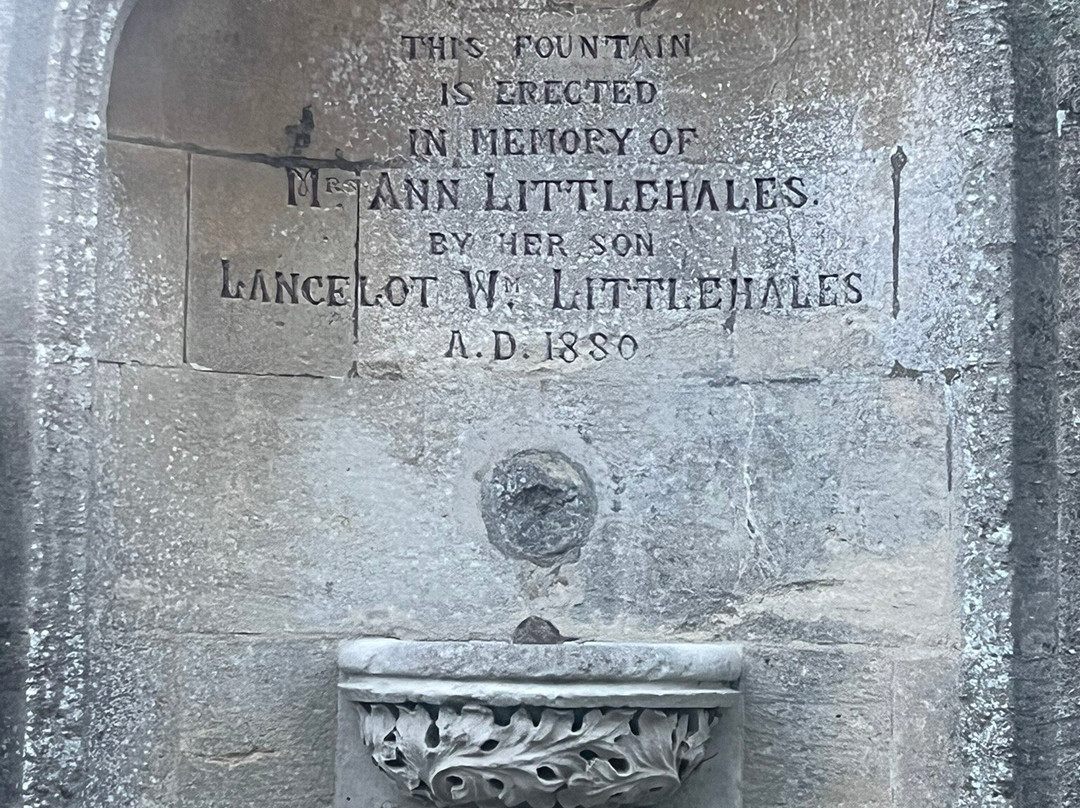 THIS FOUNTAIN
IS ERECTED
IN MEMORY OF
MRS ANN LITTLEHALES.
BY HER SON
LANCELOT WM. LITTLEHALES
A.D. 1880